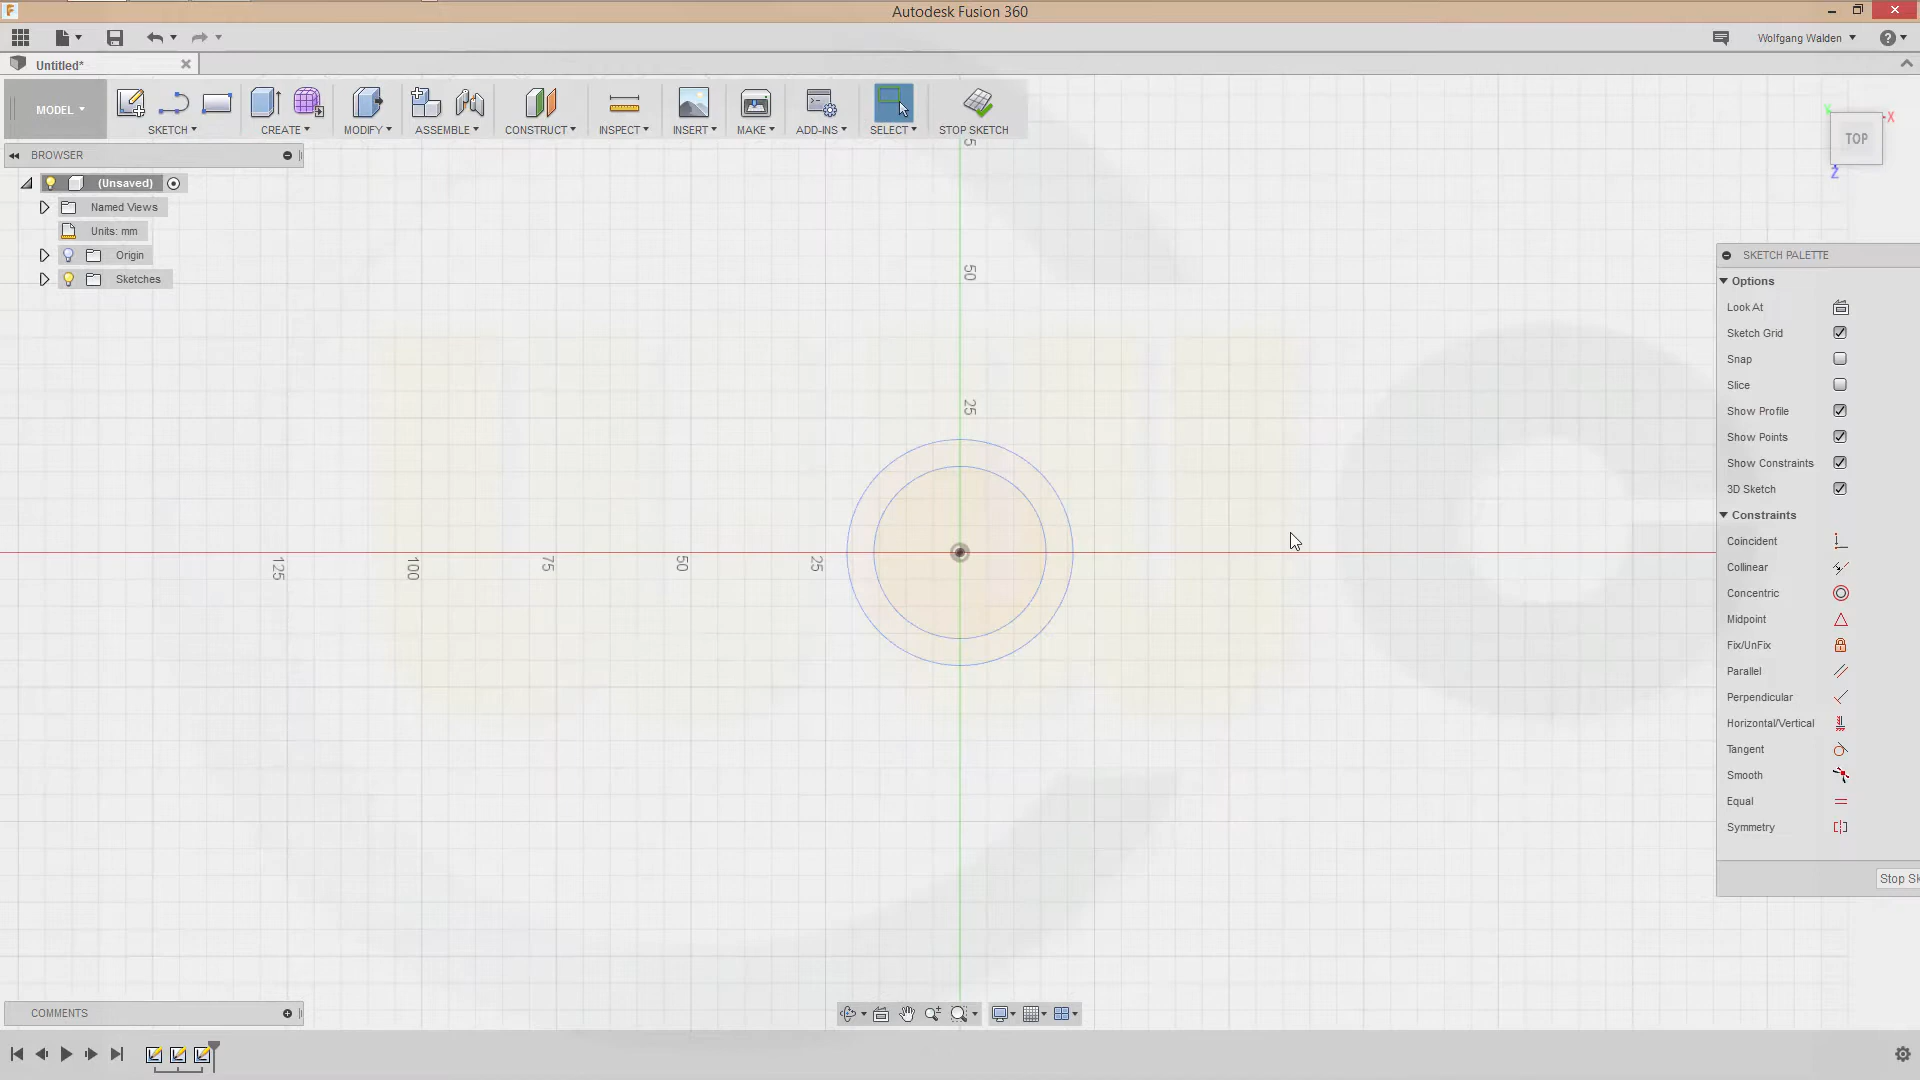 Autodesk Fusion 360
Wolfgang Walden
Untitled*
MODEL
SKETCH
CREATE
MODIFY
ASSEMBLE
CONSTRUCT
INSPECT
INSERT
MAKE
ADD-INS
SELECT
STOP SKETCH
TOP
X
Z
BROWSER
(Unsaved)
Named Views
Units: mm
Origin
Sketches
5
50
25
125
100
75
50
25
SKETCH PALETTE
Options
Look At
Sketch Grid
Snap
Slice
Show Profile
Show Points
Show Constraints
3D Sketch
Constraints
Coincident
Collinear
Concentric
Midpoint
Fix/UnFix
Parallel
Perpendicular
Horizontal/Vertical
Tangent
Smooth
Equal
Symmetry
Stop Sk
COMMENTS